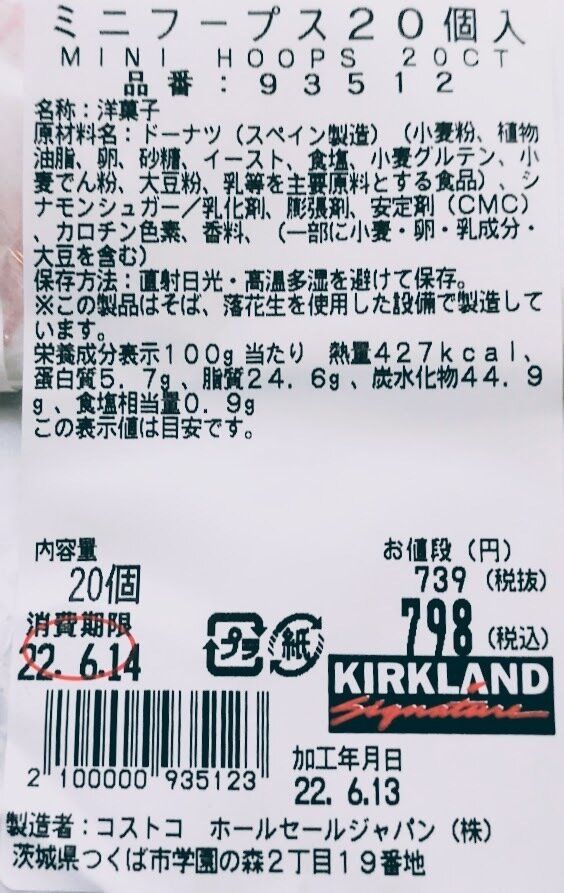 ミニフープス20個入
MINI HOOPS 20CT
品番：93512
名称：洋菓子
原材料名：ドーナツ（スペイン製造）（小麦粉、植物
油脂、卵、砂糖、イースト、食塩、小麦グルテン、小
麦でん粉、大豆粉、乳等を主要原料とする食品）、シ
ナモンシュガー／乳化剤、膨張剤、安定剤（CMC）
、カロチン色素、香料、（一部に小麦・卵・乳成分・
大豆を含む）
保存方法：直射日光・高温多湿を避けて保存。
※この製品はそば、落花生を使用した設備で製造して
います。
栄養成分表示100g当たり 熱量427kcal、
蛋白質5.7g、脂質24.6g、炭水化物44.9
g、食塩相当量0.9g
この表示値は目安です。
内容量
20個
お値段（円）
739（税抜）
798（税込）
消費期限
22.6.14
プラ
紙
KIRKLAND
Signature
2 100000 935123
加工年月日
22.6.13
製造者：コストコ ホールセールジャパン（株）
茨城県つくば市学園の森2丁目19番地